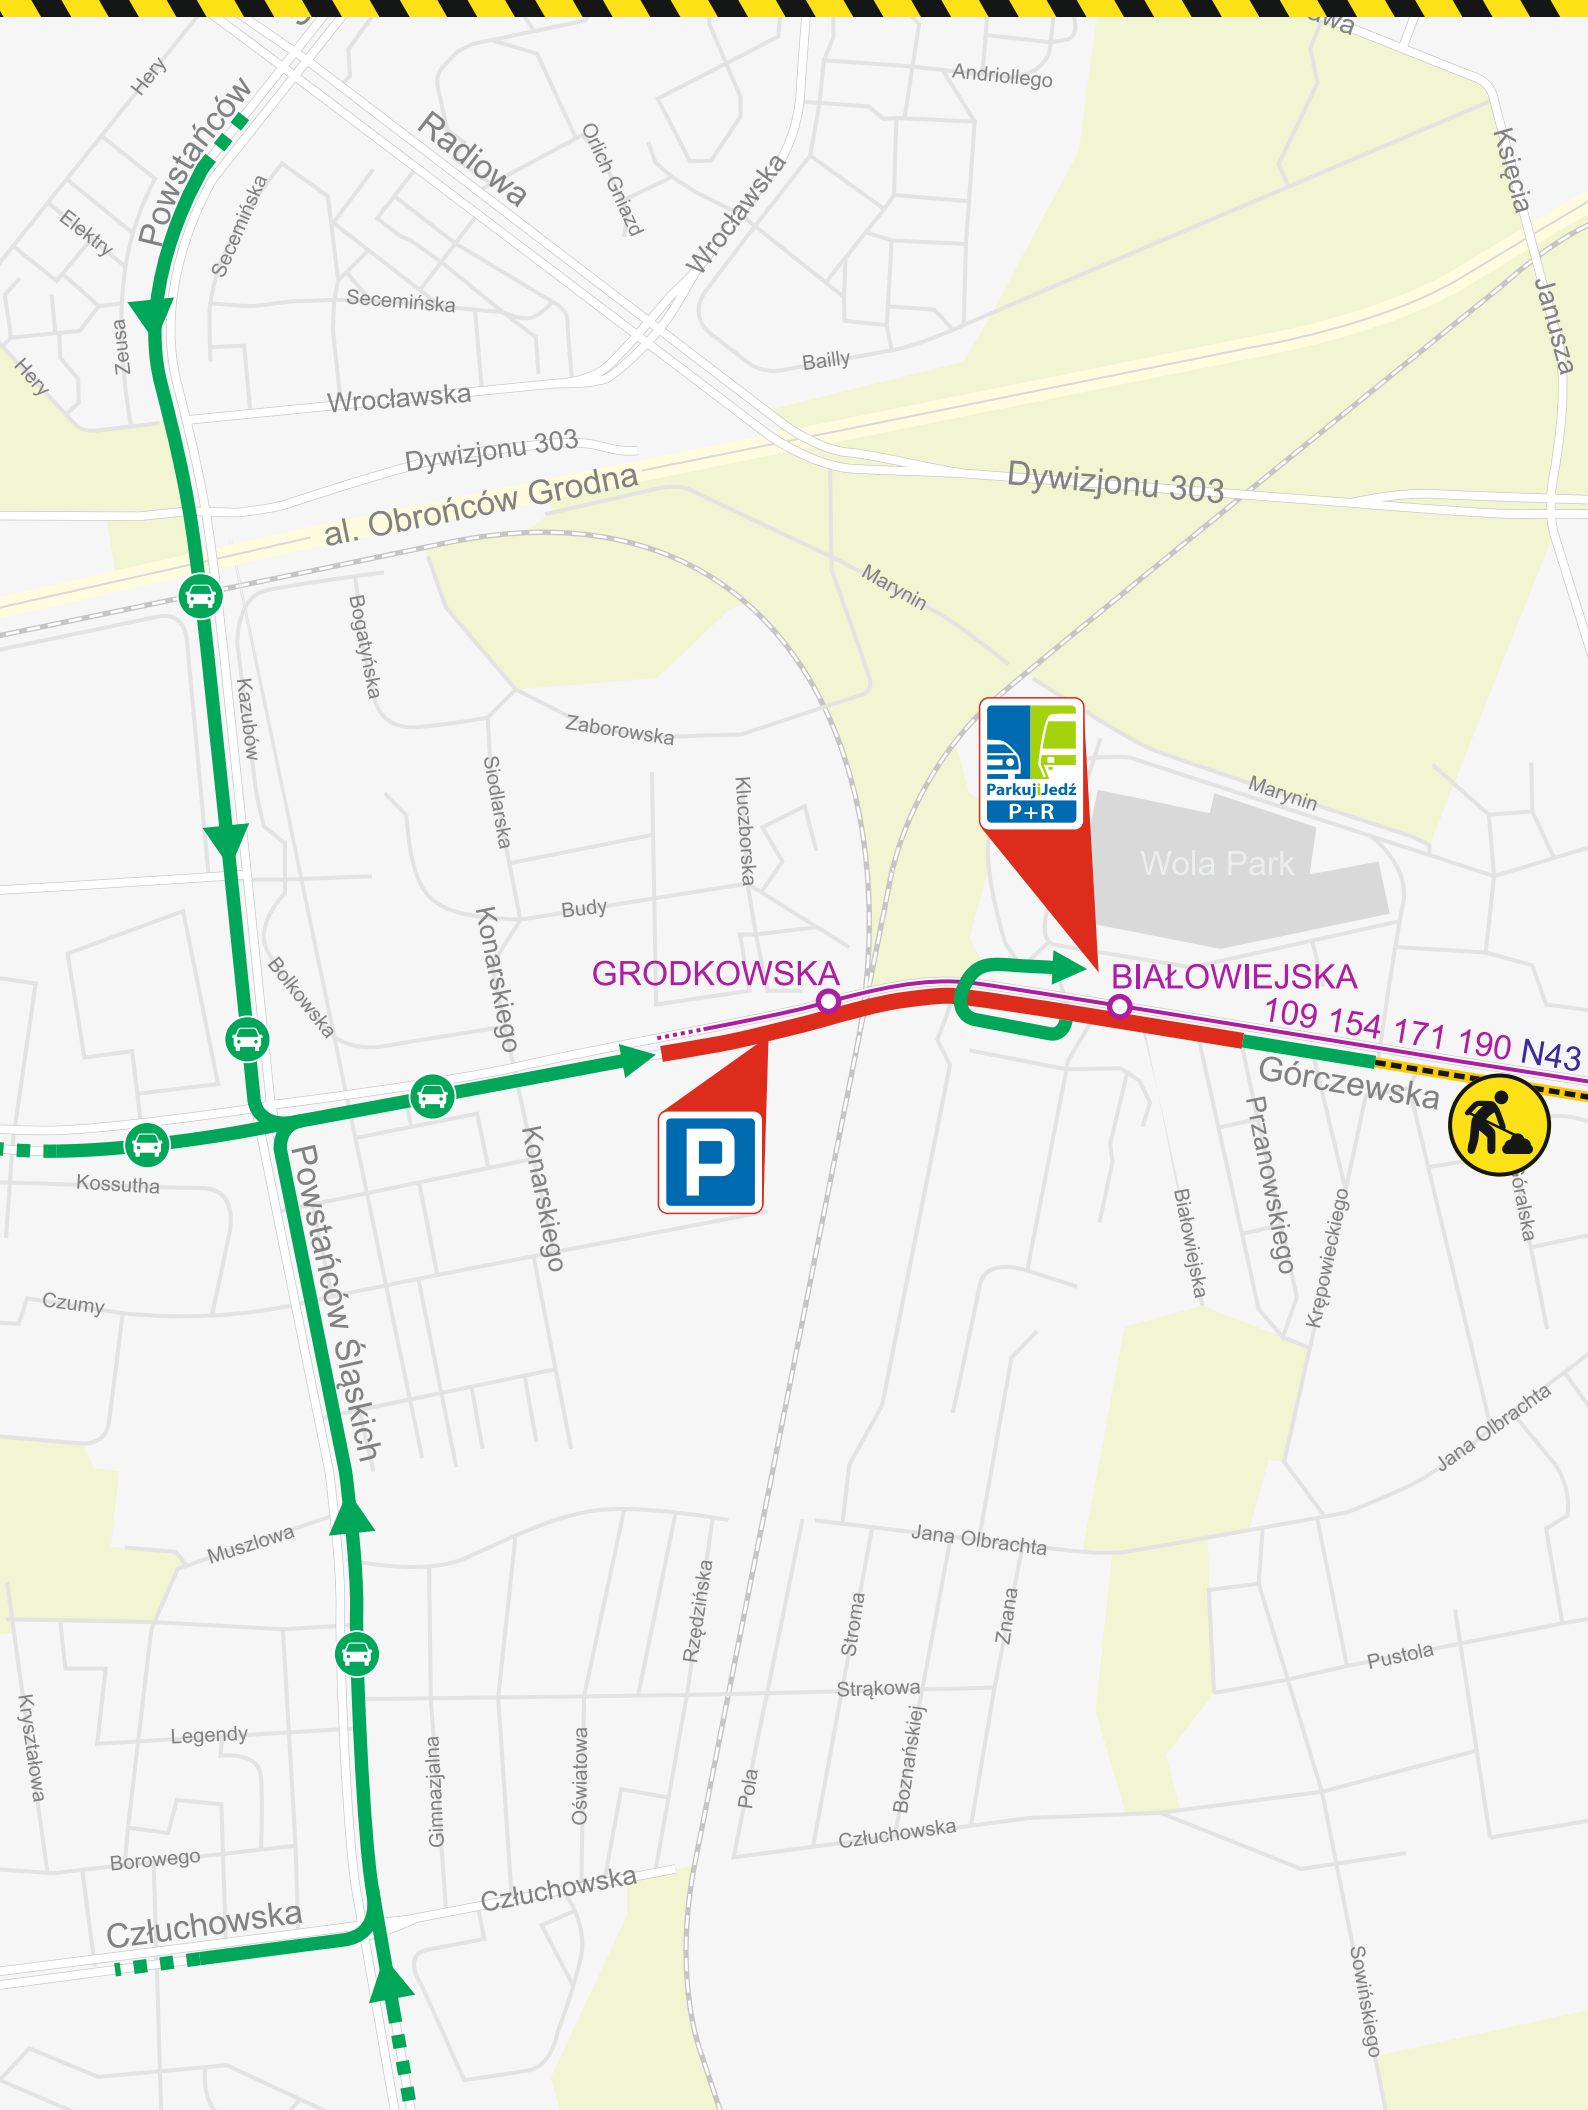 Hery
Powstańców
Radiowa
Orlich Gniazd
Andriollego
Księcia
Janusza
Elektry
Secemińska
Wrocławska
Secemińska
Zensa
Hery
Bailly
Wrocławska
Dywizjonu 303
al. Obrońców Grodna
Dywizjonu 303
Marynin
Bogatyńska
Kazubów
Zaborowska
Siodlarska
Kluczborska
ParkujiJedź
P+R
Marynin
Wola Park
Budy
Konarskiego
Bolkowska
GRODKOWSKA
BIAŁOWIEJSKA
109 154 171 190 N43
Górczewska
P
Kossutha
Konarskiego
Przanowskiego
Białowiejska
Krępowieckiego
Powstańców Śląskich
Czumy
Jana Olbrachta
Muszlowa
Jana Olbrachta
Rzędzińska
Stroma
Znana
Pustola
Strąkowa
Kryształowa
Legendy
Gimnazjalna
Oświatowa
Pola
Boznańskiej
Człuchowska
Borowego
Człuchowska
Człuchowska
Sowińskiego